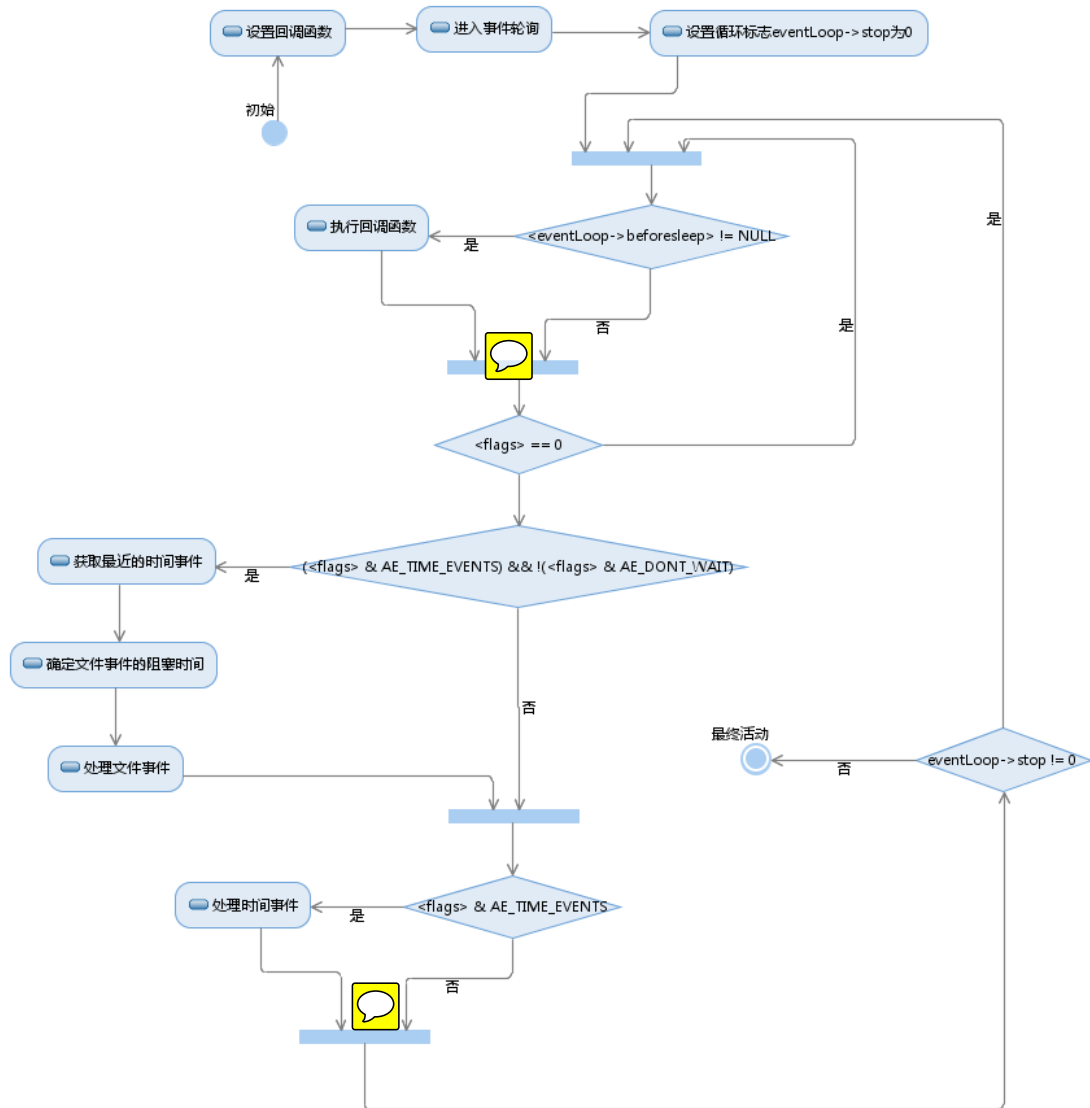 设置回调函数
进入事件轮询
设置循环标志eventLoop->stop为0
初始
执行回调函数
是
<eventLoop->beforesleep> != NULL
是
否
是
<flags> == 0
获取最近的时间事件
是
(<flags> & AE_TIME_EVENTS) && !(<flags> & AE_DONT_WAIT)
确定文件事件的阻塞时间
否
最终活动
处理文件事件
否
eventLoop->stop != 0
处理时间事件
是
<flags> & AE_TIME_EVENTS
否